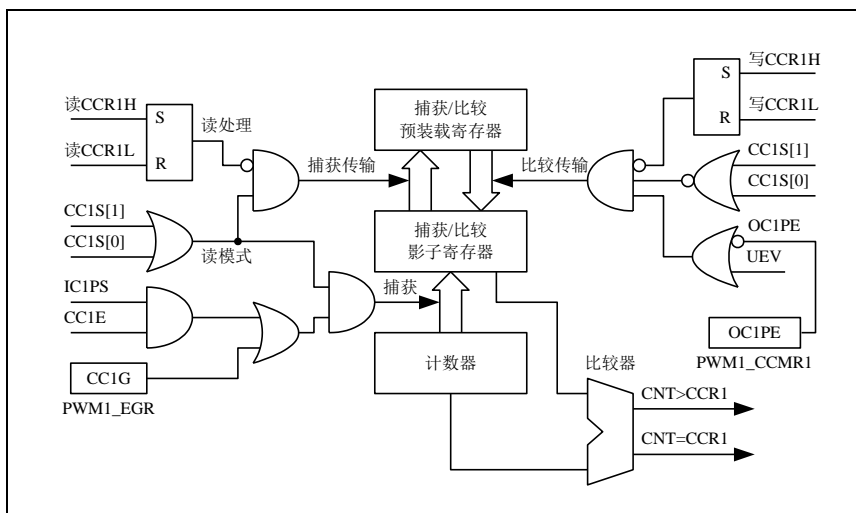 写CCR1H
S
写CCR1L
R
读CCR1H
S
读处理
读CCR1L
R
捕获/比较
预装载寄存器
捕获传输
比较传输
CC1S[1]
CC1S[0]
CC1S[1]
CC1S[0]
读模式
捕获/比较
影子寄存器
OC1PE
UEV
IC1PS
CC1E
捕获
OC1PE
PWM1_CCMR1
CC1G
PWM1_EGR
计数器
比较器
CNT>CCR1
CNT=CCR1